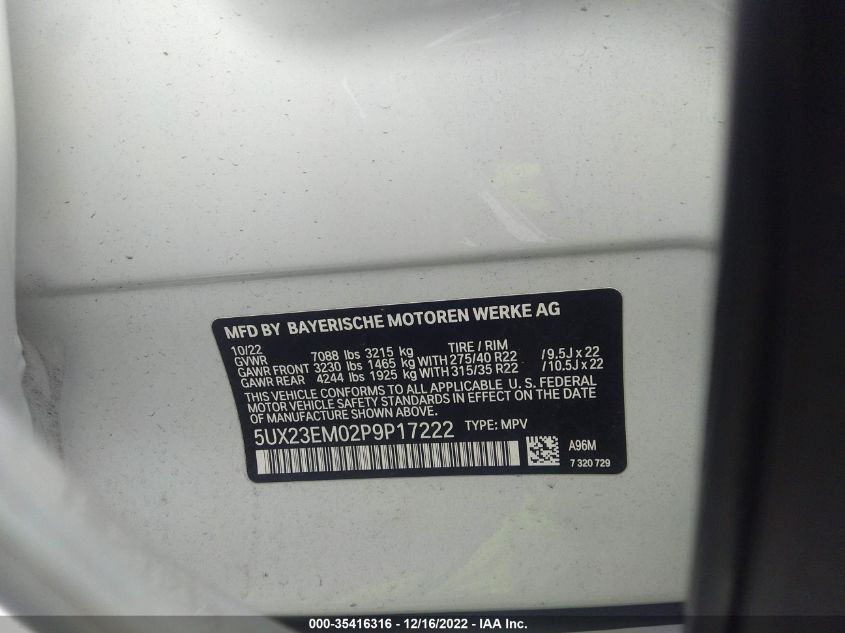 MFD BY BAYERISCHE MOTOREN WERKE AG
10/22
GVWR 7088 lbs 3215 kg TIRE / RIM
GAWR FRONT 3230 lbs 1465 kg WITH 275/40 R22 / 9.5J x 22
GAWR REAR 4244 lbs 1925 kg WITH 315/35 R22 / 10.5J x 22
THIS VEHICLE CONFORMS TO ALL APPLICABLE U.S. FEDERAL
MOTOR VEHICLE SAFETY STANDARDS IN EFFECT ON THE DATE
OF MANUFACTURE SHOWN ABOVE.
5UX23EM02P9P17222 TYPE: MPV
A96M
7 320 729
000-35416316 - 12/16/2022 - IAA Inc.